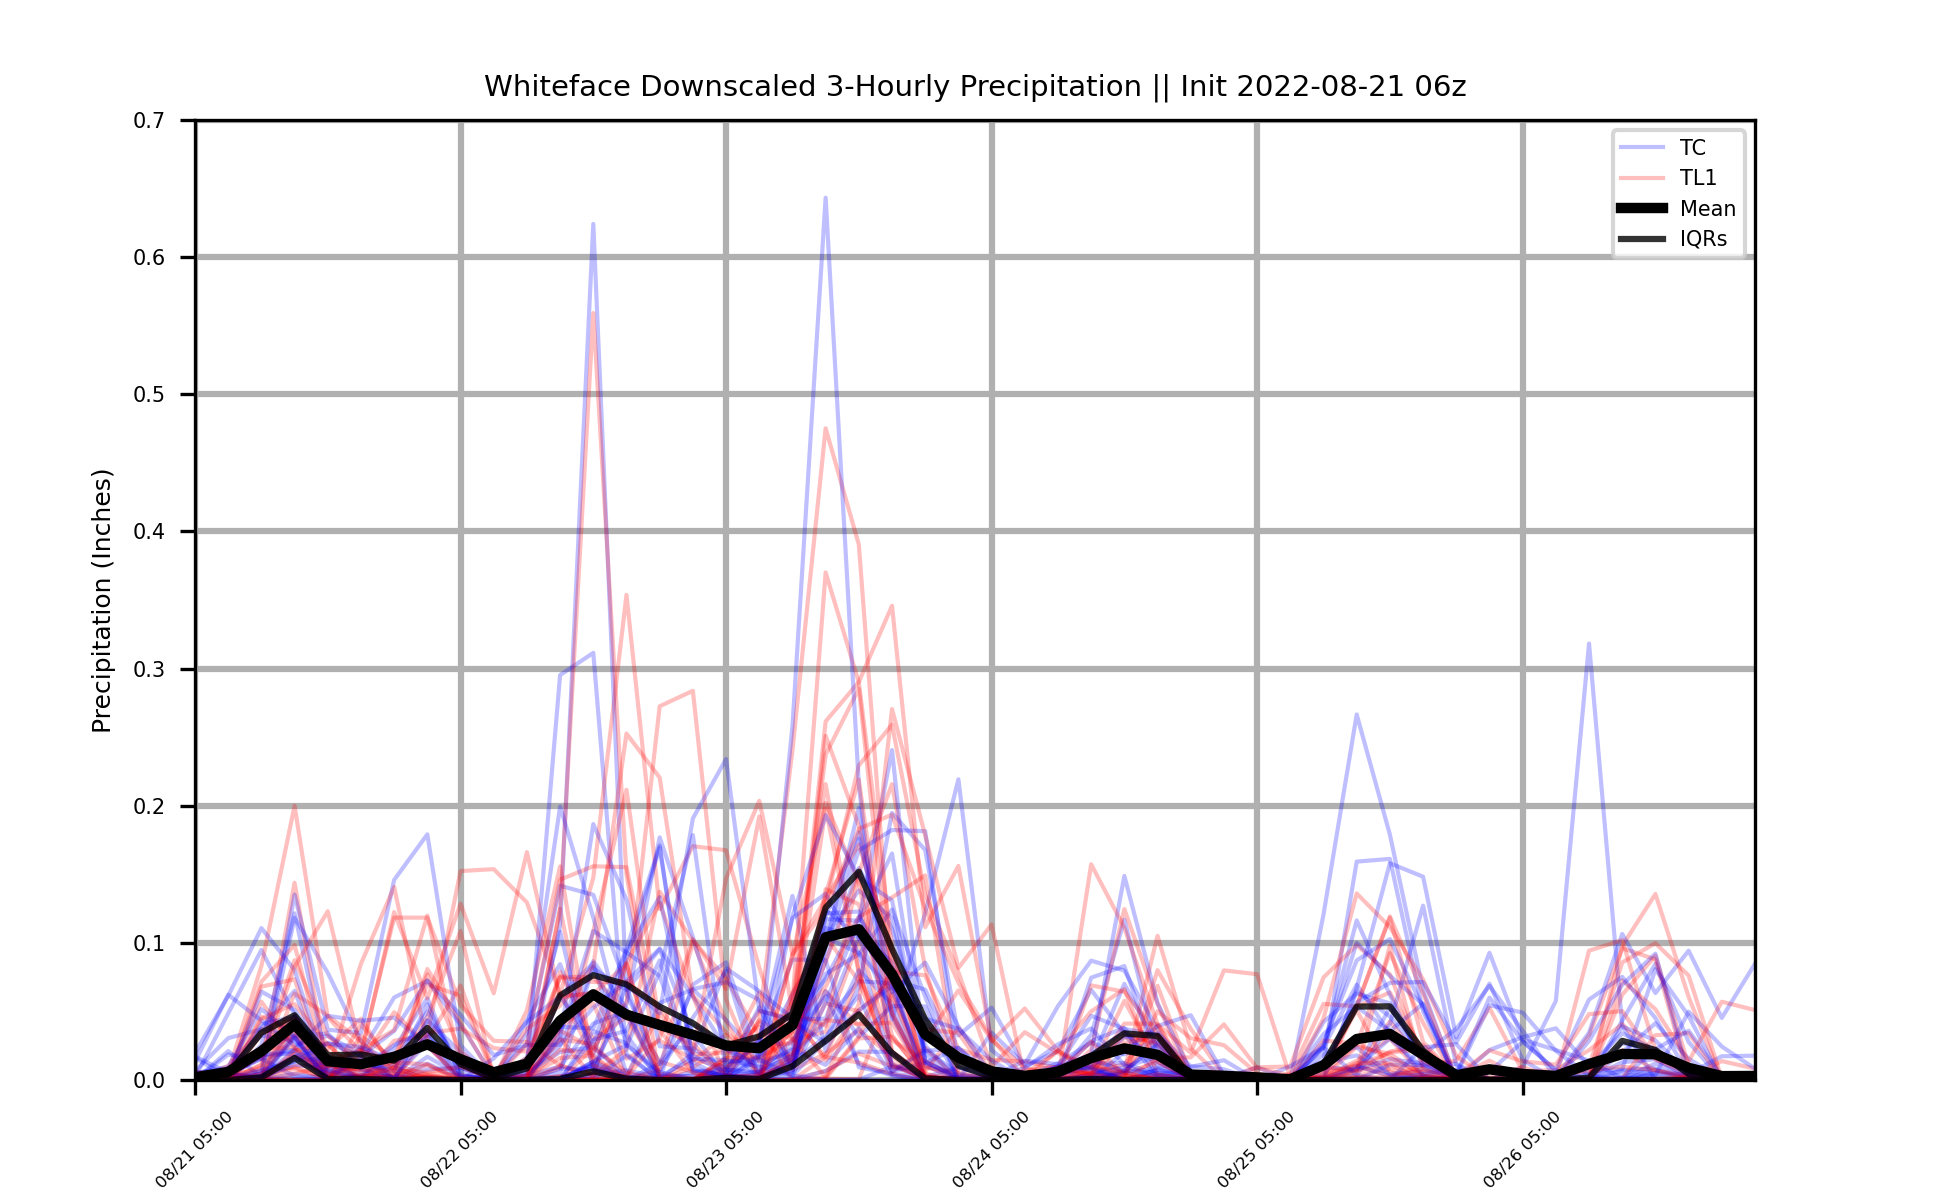 Whiteface Downscaled 3-Hourly Precipitation || Init 2022-08-21 06z
TC
TL1
Mean
IQRs
Precipitation (Inches)
0.7
0.6
0.5
0.4
0.3
0.2
0.1
0.0
08/21 05:00
08/22 05:00
08/23 05:00
08/24 05:00
08/25 05:00
08/26 05:00